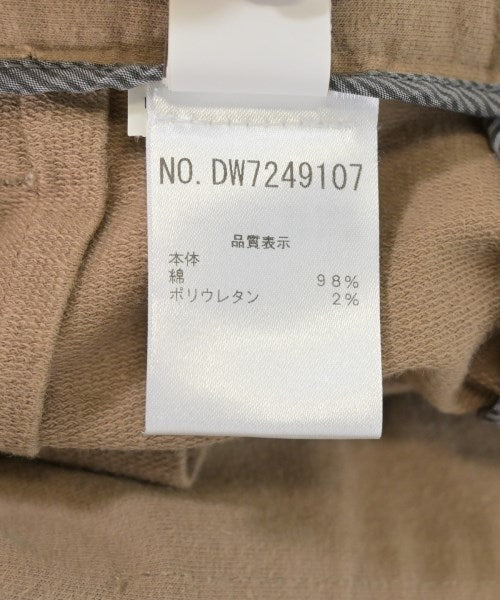 NO. DW7249107
品質表示
本体
綿 98%
ポリウレタン 2%